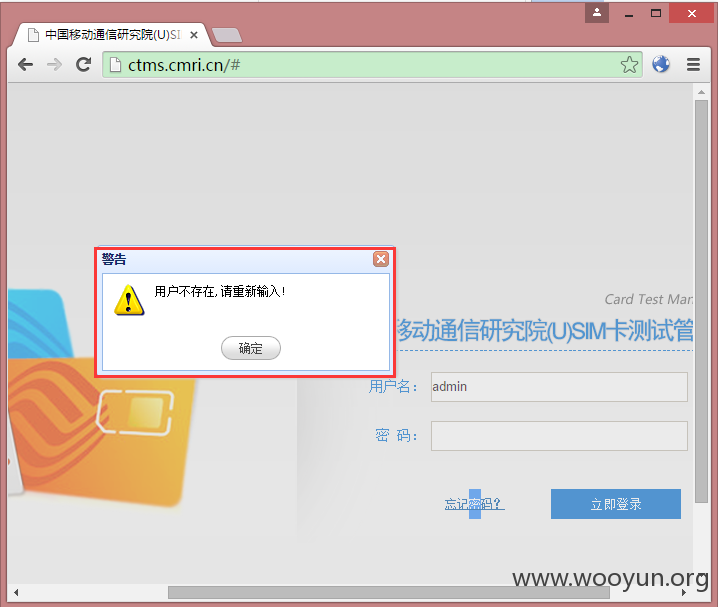 中国移动通信研究院(U)SI
ctms.cmri.cn/#
警告
用户不存在,请重新输入!
确定
Card Test Man
移动通信研究院(U)SIM卡测试管
用户名：
admin
密 码：
忘记密码？
立即登录
www.wooyun.org